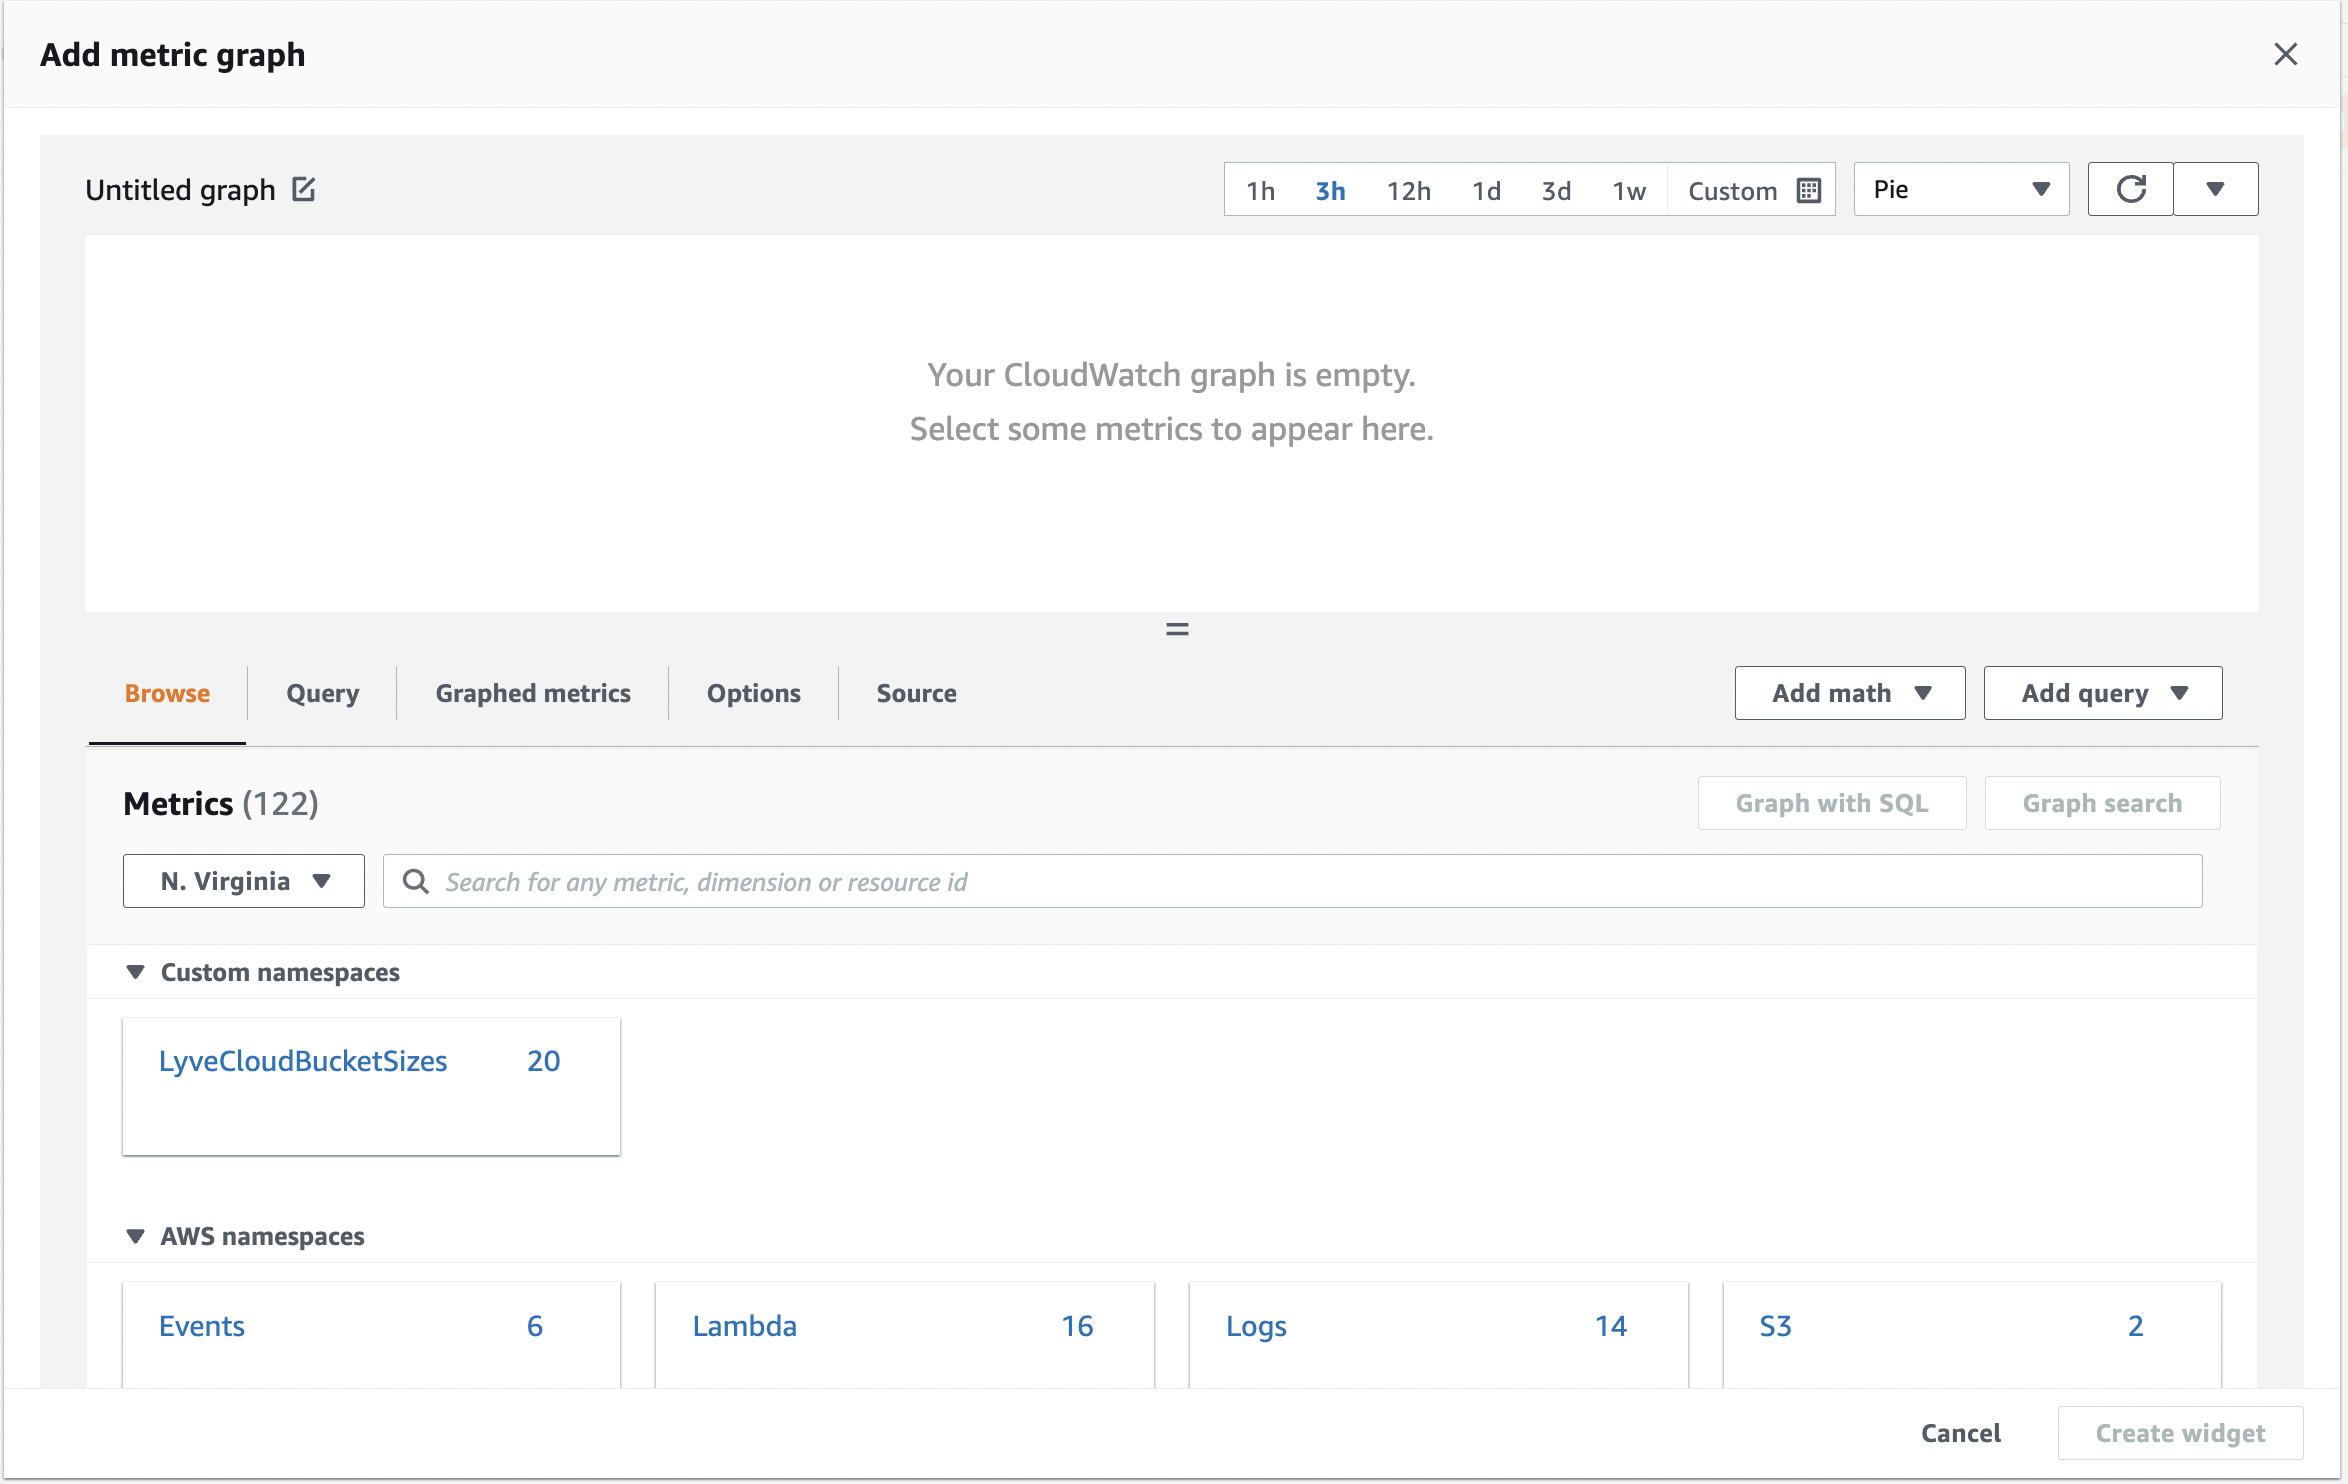 Add metric graph
Untitled graph
1h 3h 12h 1d 3d 1w Custom Pie
Your CloudWatch graph is empty.
Select some metrics to appear here.
Browse Query Graphed metrics Options Source Add math Add query
Metrics (122) Graph with SQL Graph search
N. Virginia Search for any metric, dimension or resource id
Custom namespaces
LyveCloudBucketSizes 20
AWS namespaces
Events 6 Lambda 16 Logs 14 S3 2
Cancel Create widget